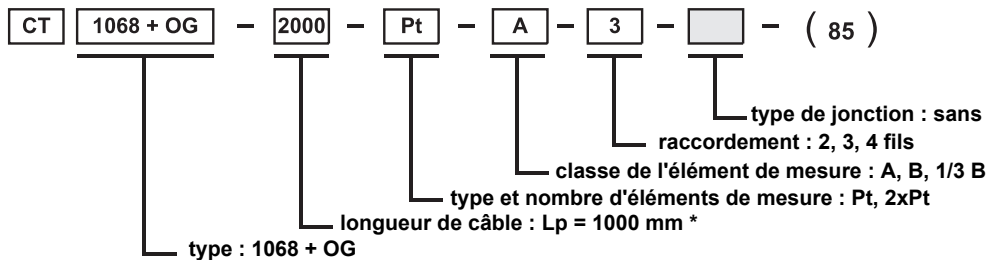 CT 1068 + OG - 2000 - Pt - A - 3 - - ( 85 )
type de jonction : sans
raccordement : 2, 3, 4 fils
classe de l'élément de mesure : A, B, 1/3 B
type et nombre d'éléments de mesure : Pt, 2xPt
longueur de câble : Lp = 1000 mm *
type : 1068 + OG